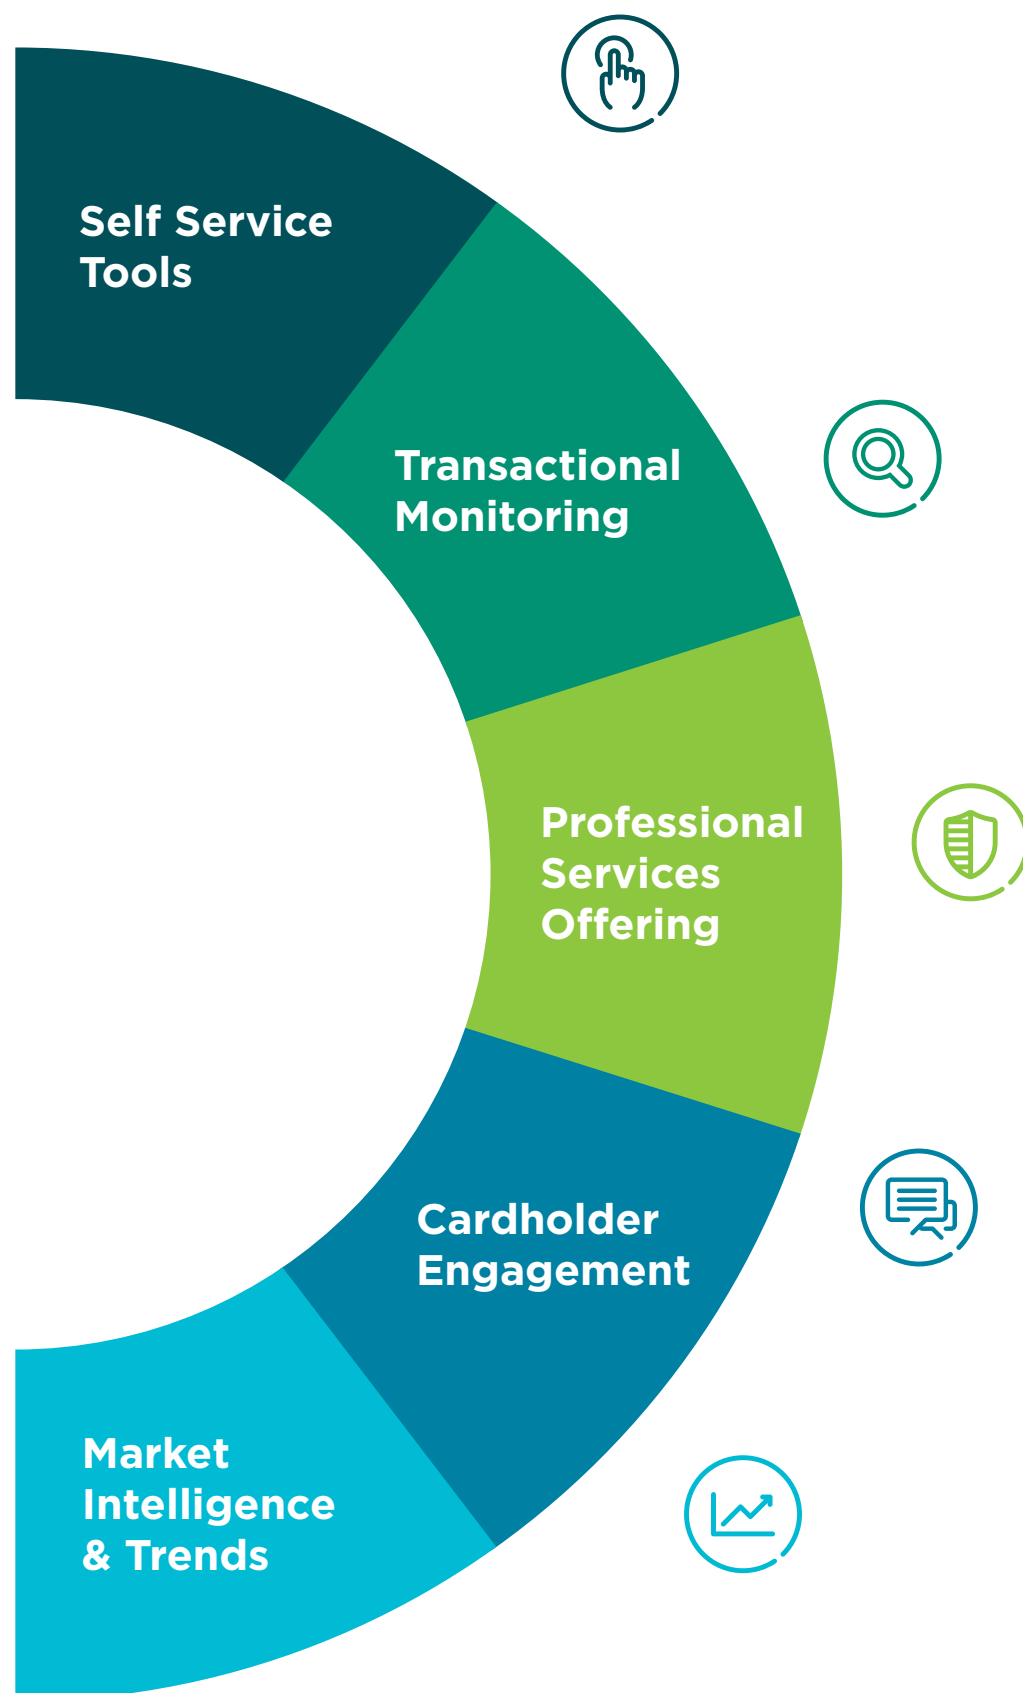 Self Service
Tools
Transactional
Monitoring
Professional
Services
Offering
Cardholder
Engagement
Market
Intelligence
& Trends